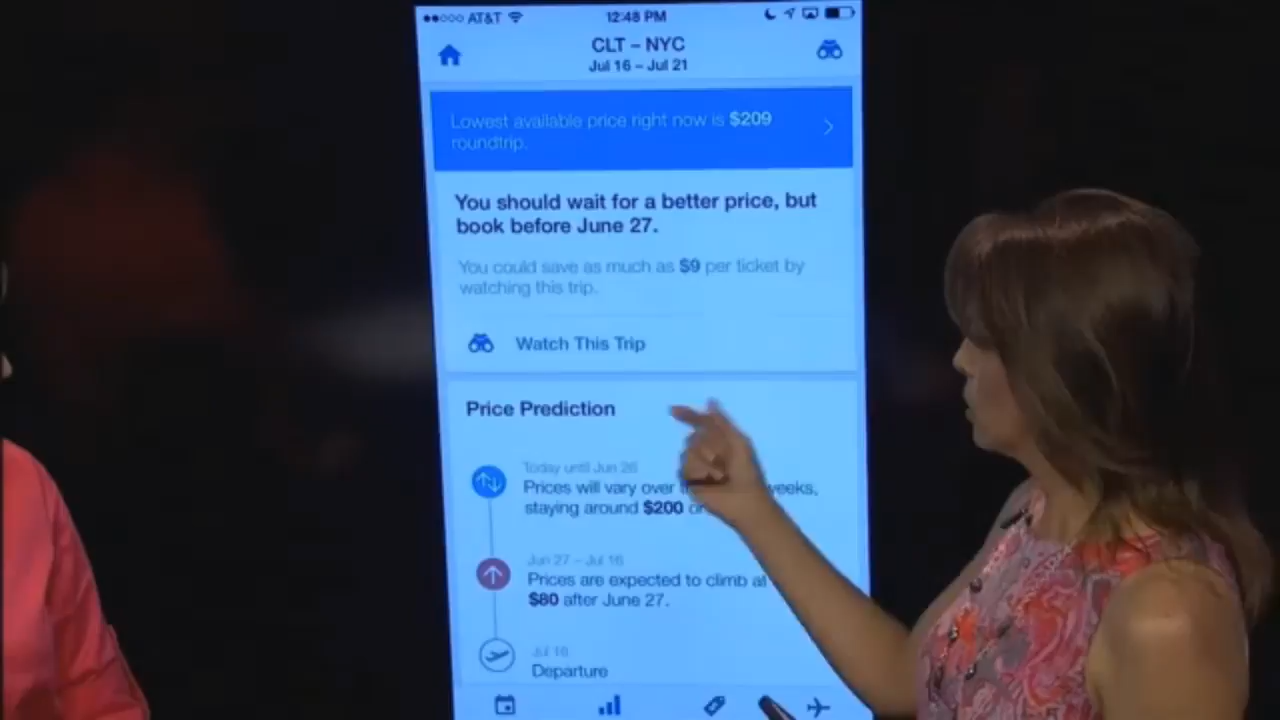 AT&T
12:48 PM
CLT – NYC
Jul 16 – Jul 21
Lowest available price right now is $209
roundtrip.
You should wait for a better price, but
book before June 27.
You could save as much as $9 per ticket by
watching this trip.
Watch This Trip
Price Prediction
Today until Jun 26
Prices will vary over weeks,
staying around $200
Jun 27 – Jul 16
Prices are expected to climb at
$80 after June 27.
Jul 16
Departure